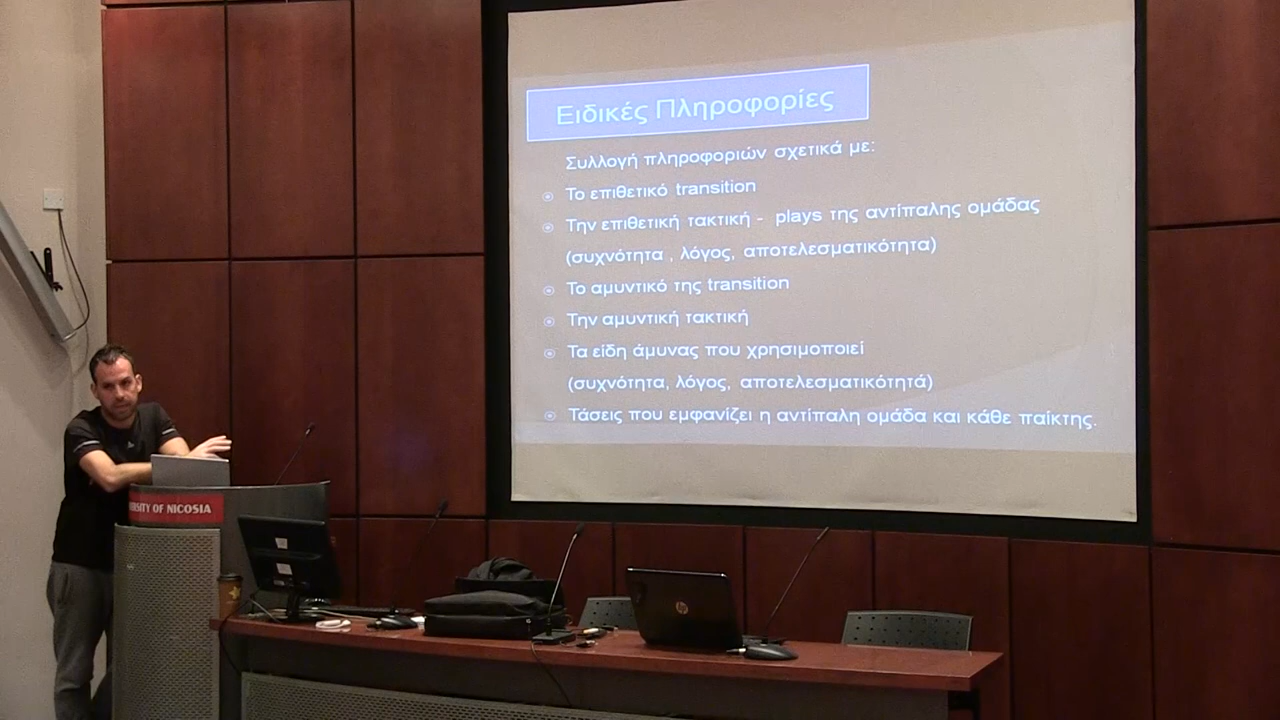 Ειδικές Πληροφορίες
Συλλογή πληροφοριών σχετικά με:
Το επιθετικό transition
Την επιθετική τακτική - plays της αντίπαλης ομάδας
(συχνότητα , λόγος, αποτελεσματικότητα)
Το αμυντικό της transition
Την αμυντική τακτική
Τα είδη άμυνας που χρησιμοποιεί
(συχνότητα, λόγος, αποτελεσματικότητά)
Τάσεις που εμφανίζει η αντίπαλη ομάδα και κάθε παίκτης.
OF NICOSIA
hp